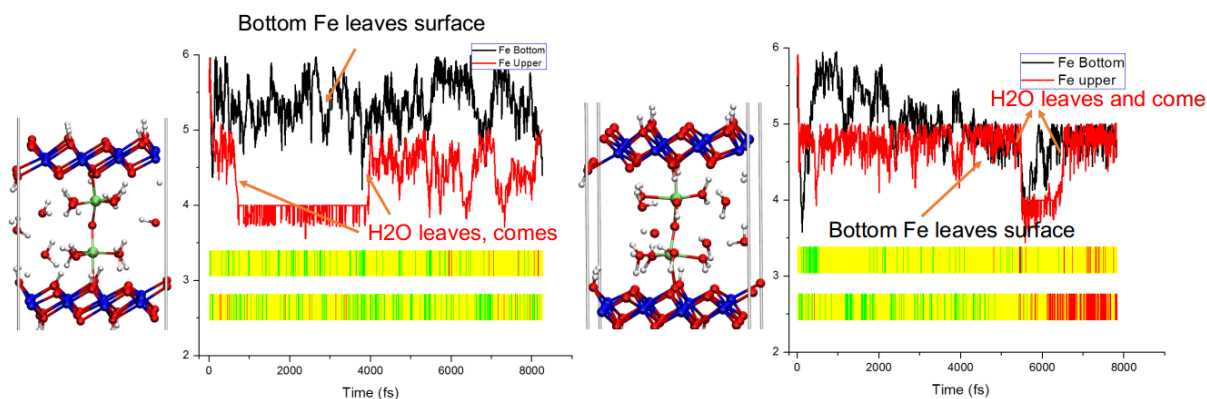 Bottom Fe leaves surface
6
5
4
3
2
Fe Bottom
Fe Upper
H2O leaves, comes
0
2000
4000
6000
8000
Time (fs)
6
5
4
3
2
Fe Bottom
Fe upper
H2O leaves and come
Bottom Fe leaves surface
0
2000
4000
6000
8000
Time (fs)